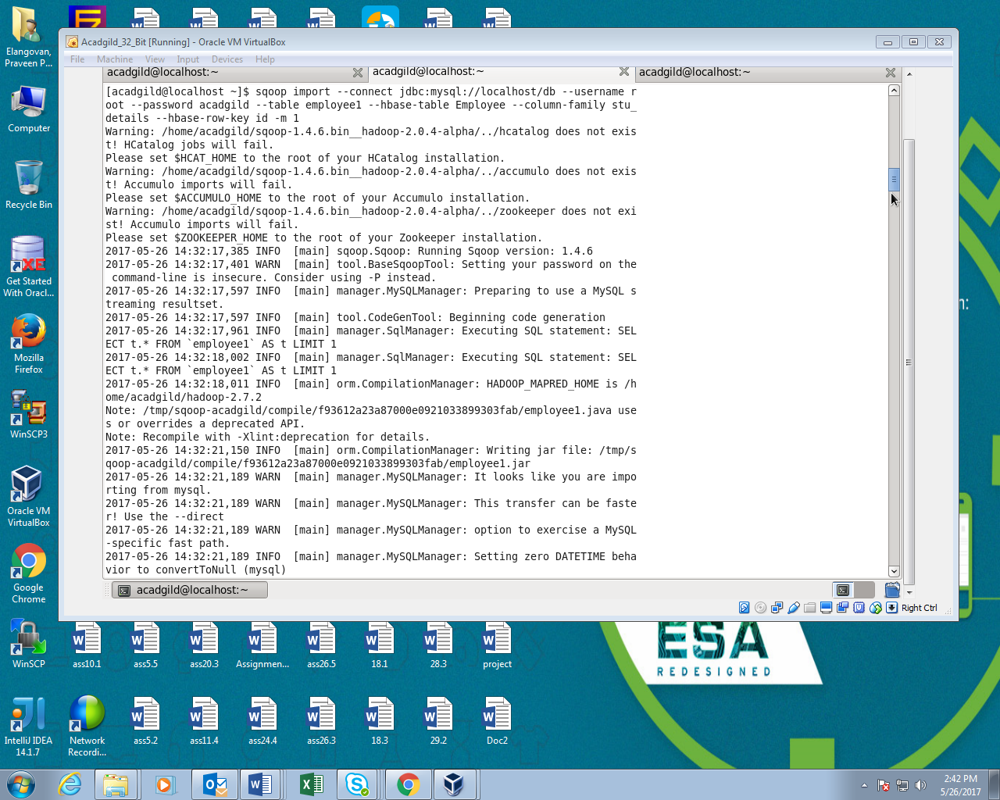 Elangovan,
Praveen P...
Computer
Recycle Bin
Get Started
With Oracl...
Mozilla
Firefox
WinSCP3
Oracle VM
VirtualBox
Google
Chrome
WinSCP
IntelliJ IDEA
14.1.7
Network
Recordi...
Acadgild_32_Bit [Running] - Oracle VM VirtualBox
File Machine View Input Devices Help
acadgild@localhost:~ acadgild@localhost:~ acadgild@localhost:~
[acadgild@localhost ~]$ sqoop import --connect jdbc:mysql://localhost/db --username r
oot --password acadgild --table employee1 --hbase-table Employee --column-family stu_
details --hbase-row-key id -m 1
Warning: /home/acadgild/sqoop-1.4.6.bin__hadoop-2.0.4-alpha/../hcatalog does not exis
t! HCatalog jobs will fail.
Please set $HCAT_HOME to the root of your HCatalog installation.
Warning: /home/acadgild/sqoop-1.4.6.bin__hadoop-2.0.4-alpha/../accumulo does not exis
t! Accumulo imports will fail.
Please set $ACCUMULO_HOME to the root of your Accumulo installation.
Warning: /home/acadgild/sqoop-1.4.6.bin__hadoop-2.0.4-alpha/../zookeeper does not exi
st! Accumulo imports will fail.
Please set $ZOOKEEPER_HOME to the root of your Zookeeper installation.
2017-05-26 14:32:17,385 INFO  [main] sqoop.Sqoop: Running Sqoop version: 1.4.6
2017-05-26 14:32:17,401 WARN  [main] tool.BaseSqoopTool: Setting your password on the
 command-line is insecure. Consider using -P instead.
2017-05-26 14:32:17,597 INFO  [main] manager.MySQLManager: Preparing to use a MySQL s
treaming resultset.
2017-05-26 14:32:17,597 INFO  [main] tool.CodeGenTool: Beginning code generation
2017-05-26 14:32:17,961 INFO  [main] manager.SqlManager: Executing SQL statement: SEL
ECT t.* FROM `employee1` AS t LIMIT 1
2017-05-26 14:32:18,002 INFO  [main] manager.SqlManager: Executing SQL statement: SEL
ECT t.* FROM `employee1` AS t LIMIT 1
2017-05-26 14:32:18,011 INFO  [main] orm.CompilationManager: HADOOP_MAPRED_HOME is /h
ome/acadgild/hadoop-2.7.2
Note: /tmp/sqoop-acadgild/compile/f93612a23a87000e0921033899303fab/employee1.java use
s or overrides a deprecated API.
Note: Recompile with -Xlint:deprecation for details.
2017-05-26 14:32:21,150 INFO  [main] orm.CompilationManager: Writing jar file: /tmp/s
qoop-acadgild/compile/f93612a23a87000e0921033899303fab/employee1.jar
2017-05-26 14:32:21,189 WARN  [main] manager.MySQLManager: It looks like you are impo
rting from mysql.
2017-05-26 14:32:21,189 WARN  [main] manager.MySQLManager: This transfer can be faste
r! Use the --direct
2017-05-26 14:32:21,189 WARN  [main] manager.MySQLManager: option to exercise a MySQL
-specific fast path.
2017-05-26 14:32:21,189 INFO  [main] manager.MySQLManager: Setting zero DATETIME beha
vior to convertToNull (mysql)
acadgild@localhost:~
Right Ctrl
ass10.1 ass5.5 ass20.3 Assignmen... ass26.5 18.1 28.3 project
ass5.2 ass11.4 ass24.4 ass26.3 18.3 29.2 Doc2
ESA
REDESIGNED
2:42 PM
5/26/2017